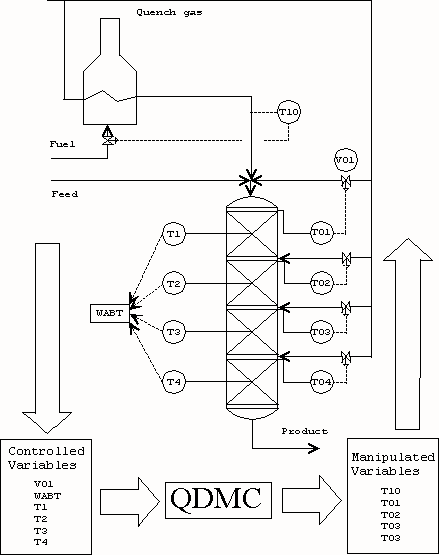 Quench gas
T10
Fuel
V01
Feed
T1
T01
T2
T02
WABT
T3
T03
T4
T04
Product
Controlled
Variables
V01
WABT
T1
T2
T3
T4
QDMC
Manipulated
Variables
T10
T01
T02
T03
T03